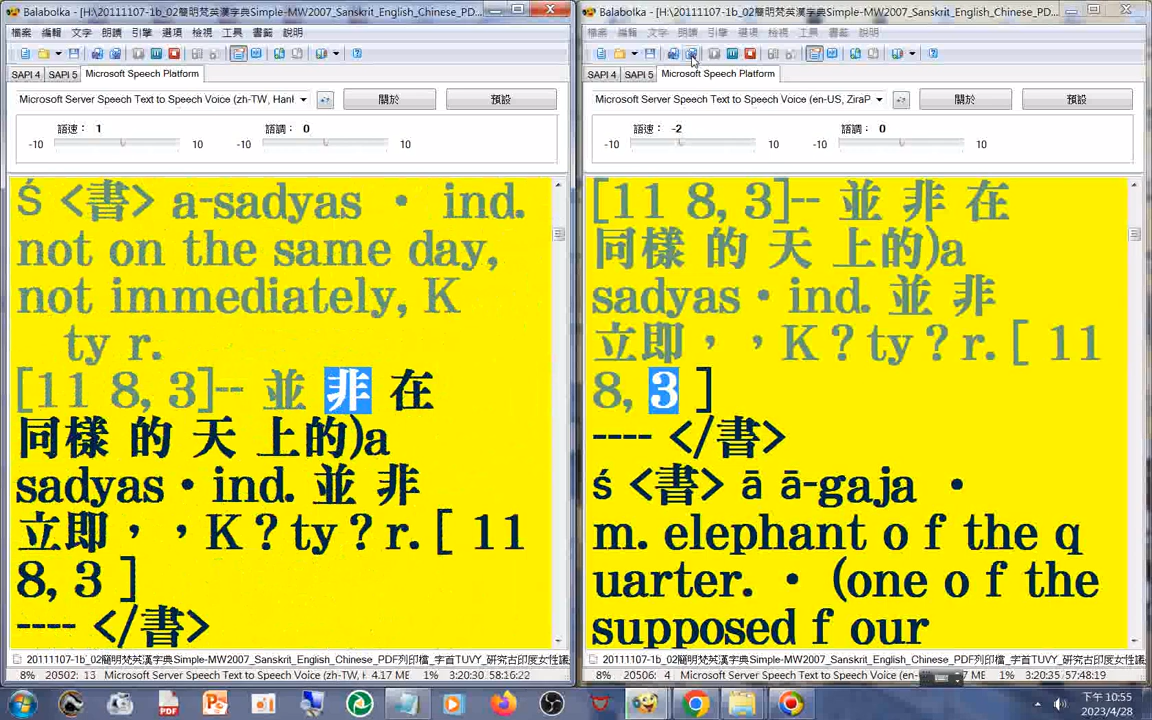 Balabolka - [H:\20111107-1b_02簡明梵英漢字典Simple-MW2007_Sanskrit_English_Chinese_PD...
檔案 編輯 文字 朗讀 引擎 選項 檢視 工具 書籤 說明
SAPI 4 SAPI 5 Microsoft Speech Platform
Microsoft Server Speech Text to Speech Voice (zh-TW, HanH 關於 預設
語速： 1 語調： 0
-10 10 -10 10
Ś <書> a-sadyas • ind.
not on the same day,
not immediately, K
ty r.
[11 8, 3]-- 並 非 在
同樣 的 天 上的)a
sadyas • ind. 並 非
立即，，K？ty？r. [ 11
8, 3 ]
---- </書>
20111107-1b_02簡明梵英漢字典Simple-MW2007_Sanskrit_English_Chinese_PDF列印檔_字首TUVY_研究古印度女性議
8% 20502: 13 Microsoft Server Speech Text to Speech Voice (zh-TW, H 4.17 ME 1% 3:20:30 58:16:22
Balabolka - [H:\20111107-1b_02簡明梵英漢字典Simple-MW2007_Sanskrit_English_Chinese_PD...
檔案 編輯 文字 朗讀 引擎 選項 檢視 工具 書籤 說明
SAPI 4 SAPI 5 Microsoft Speech Platform
Microsoft Server Speech Text to Speech Voice (en-US, ZiraP 關於 預設
語速： -2 語調： 0
-10 10 -10 10
[11 8, 3]-- 並 非 在
同樣 的 天 上的)a
sadyas • ind. 並 非
立即，，K？ty？r. [ 11
8, 3 ]
---- </書>
ś <書> ā ā-gaja •
m. elephant o f the q
uarter. • (one o f the
supposed f our
20111107-1b_02簡明梵英漢字典Simple-MW2007_Sanskrit_English_Chinese_PDF列印檔_字首TUVY_研究古印度女性議
8% 20506: 4 Microsoft Server Speech Text to Speech Voice 1% 3:20:35 57:48:19
PDF
下午 10:55
2023/4/28